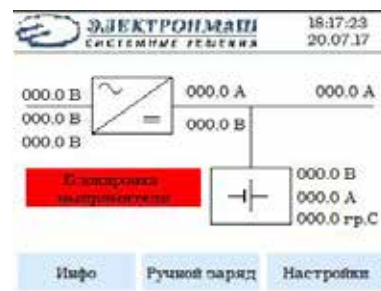 ЭЛЕКТРОНМАШ 18:17:23
СИСТЕМНЫЕ РЕШЕНИЯ 20.07.17
000.0 В 000.0 А 000.0 А
000.0 В 000.0 В
000.0 В
Блокировка
выпрямителя
000.0 В
000.0 А
000.0 гр.С
Инфо Ручной заряд Настройки